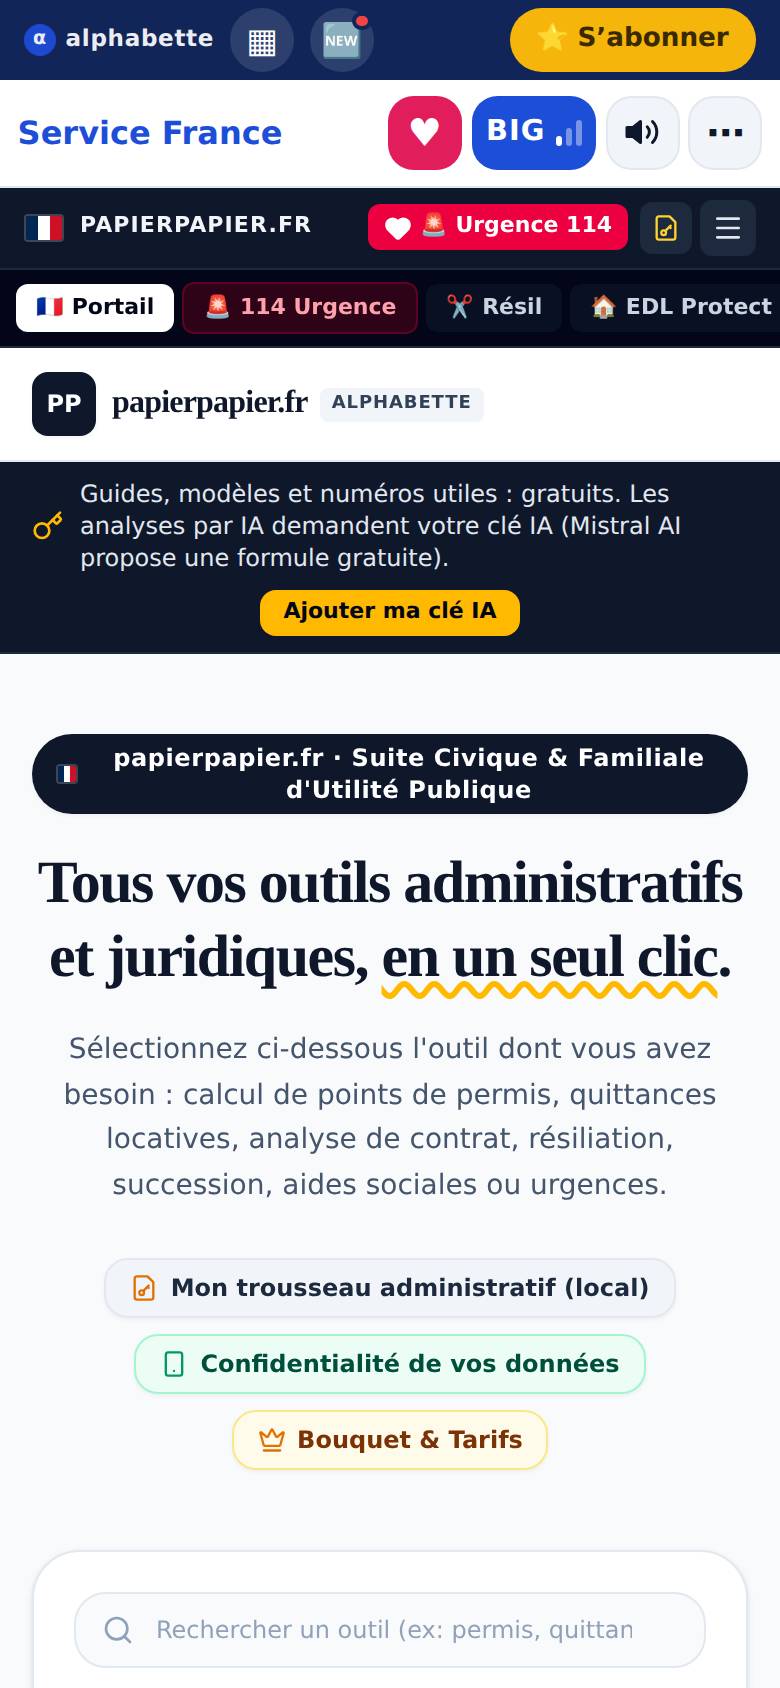 α alphabette NEW ⭐ S’abonner
Service France ♥ BIG ...
PAPIERPAPIER.FR 🚨 Urgence 114
🇫🇷 Portail 🚨 114 Urgence ✂️ Résil 🏠 EDL Protect
PP papierpapier.fr ALPHABETTE
Guides, modèles et numéros utiles : gratuits. Les
analyses par IA demandent votre clé IA (Mistral AI
propose une formule gratuite).
Ajouter ma clé IA
papierpapier.fr · Suite Civique & Familiale
d'Utilité Publique
Tous vos outils administratifs
et juridiques, en un seul clic.
Sélectionnez ci-dessous l'outil dont vous avez
besoin : calcul de points de permis, quittances
locatives, analyse de contrat, résiliation,
succession, aides sociales ou urgences.
Mon trousseau administratif (local)
Confidentialité de vos données
Bouquet & Tarifs
Rechercher un outil (ex: permis, quittan